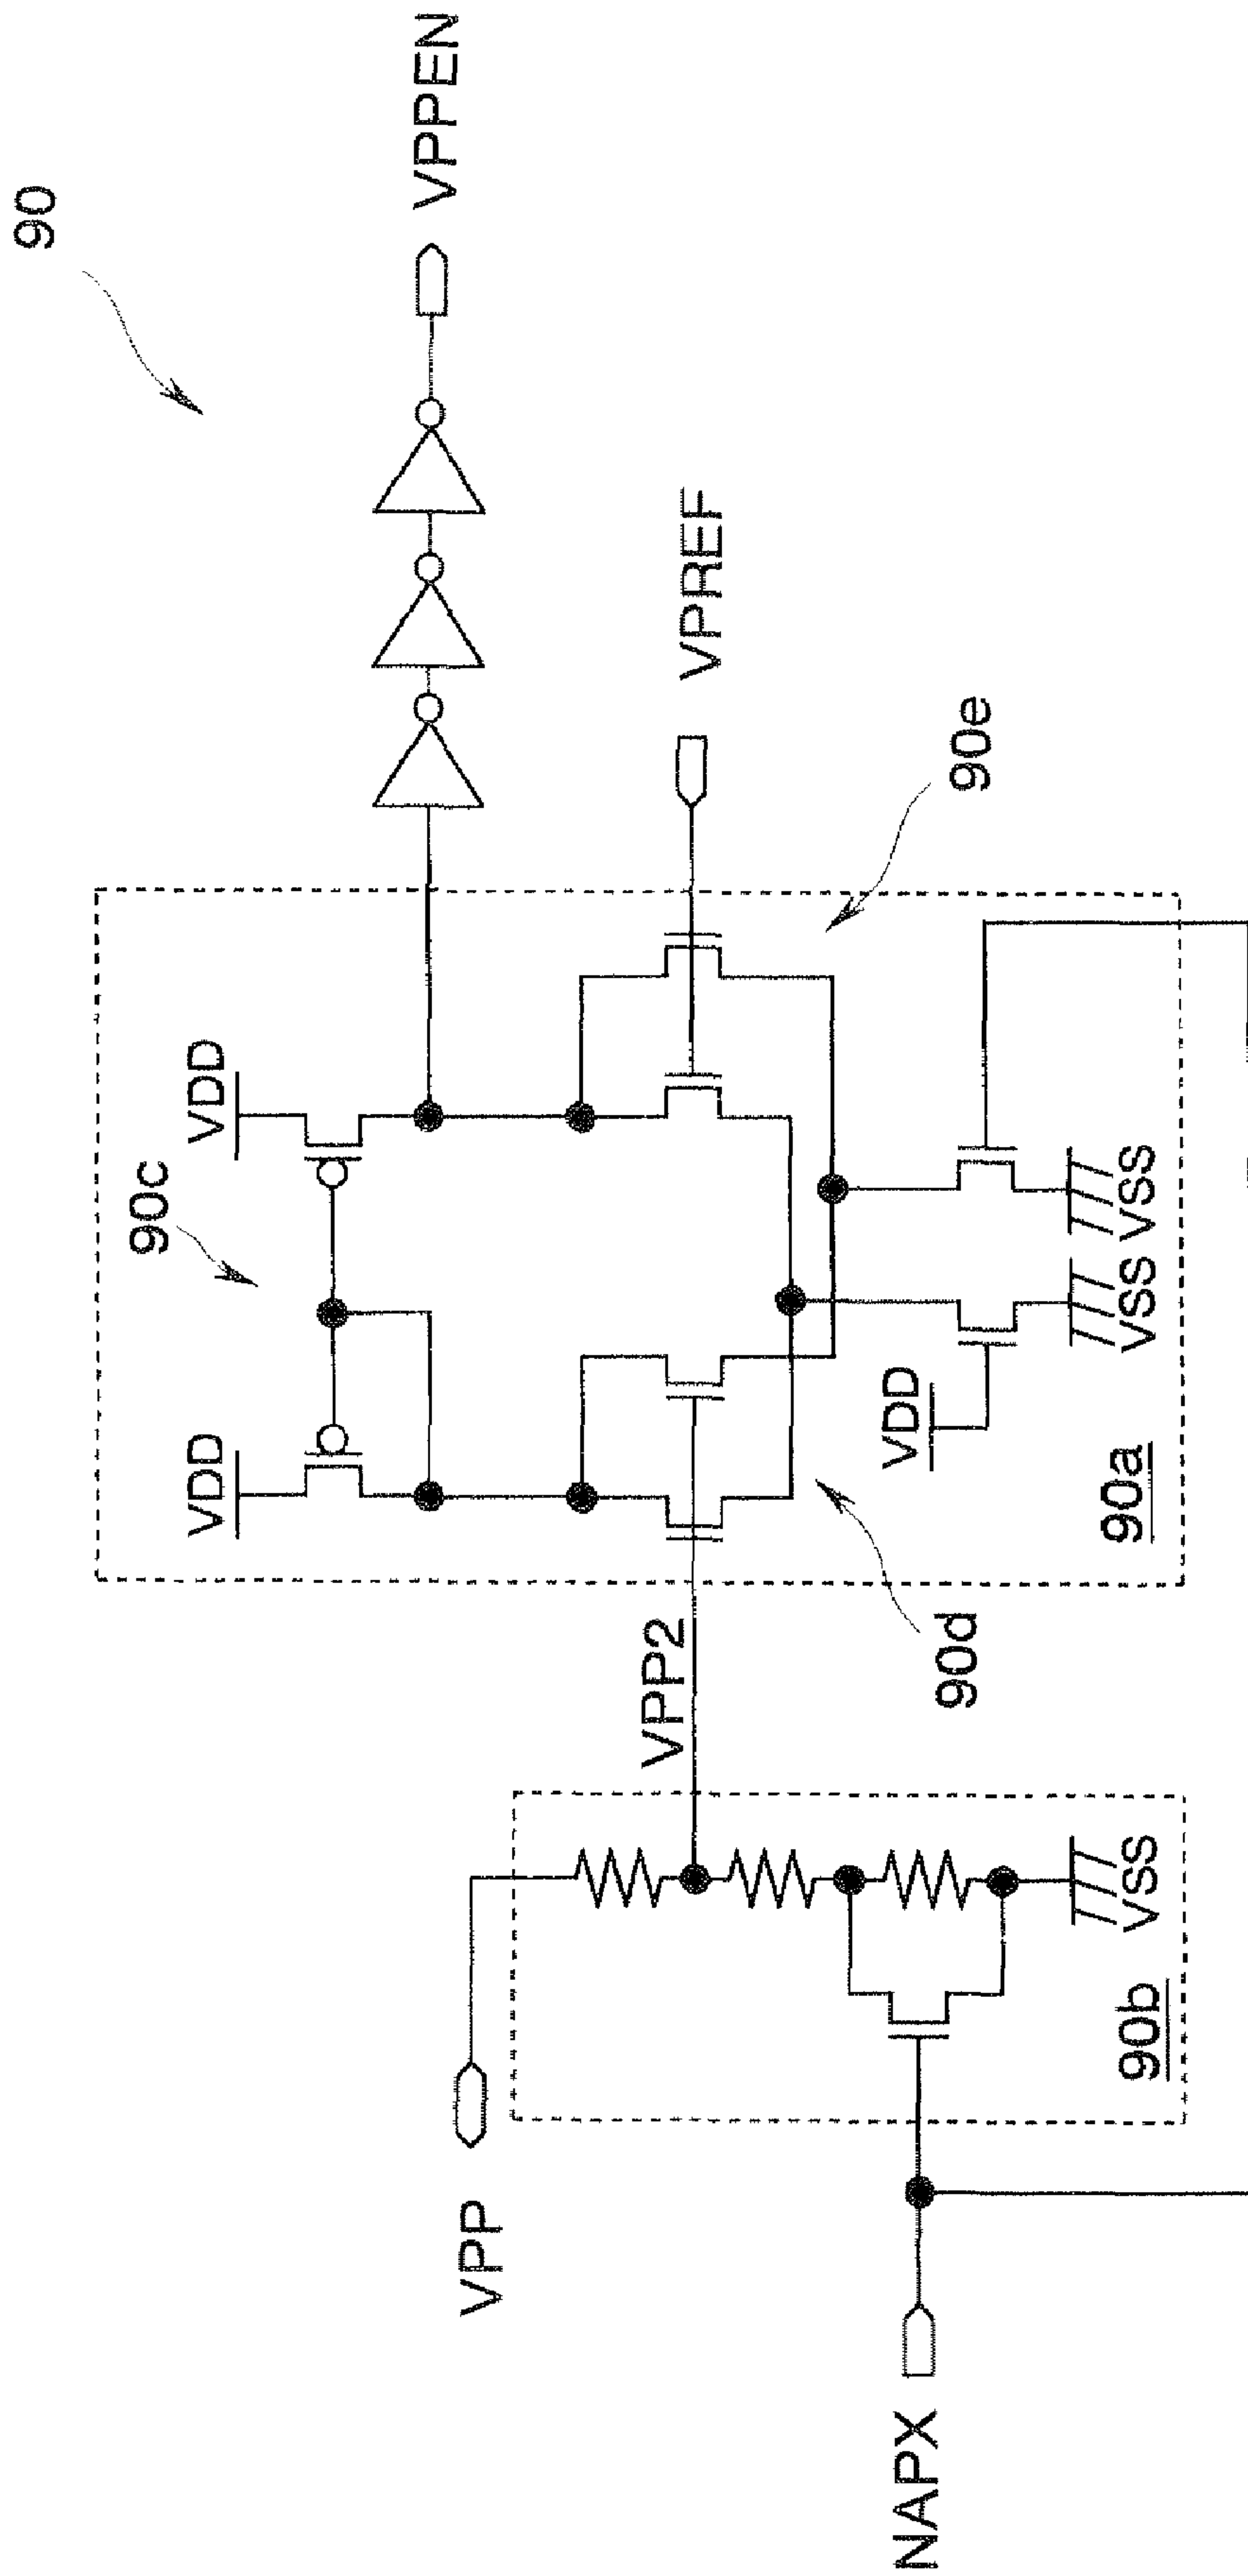 90
90c
VDD
VDD
VPPEN
VPP
VPP2
VPREF
VDD
NAPX
90d
90e
90b
VSS
90a
VSS
VSS